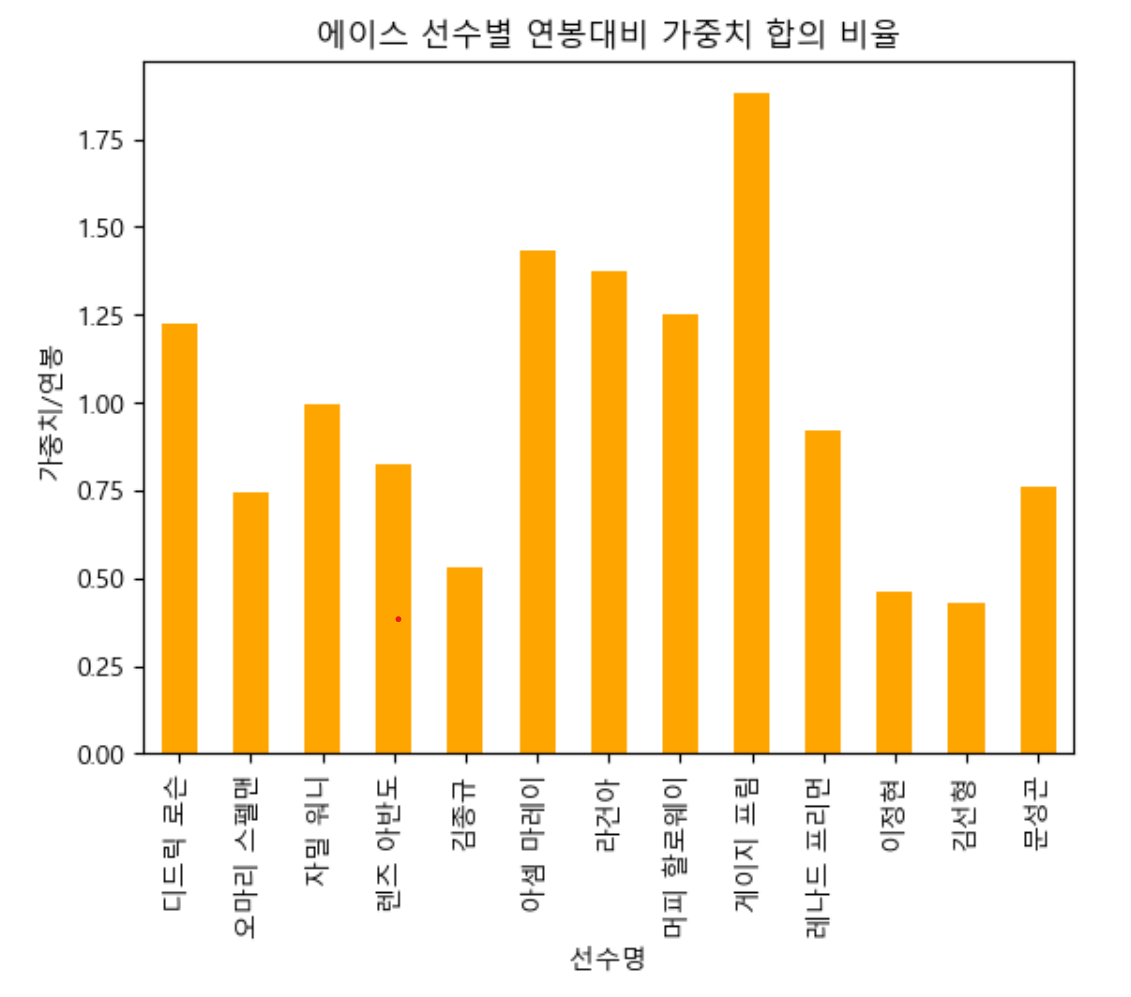 에이스 선수별 연봉대비 가중치 합의 비율
가중치/연봉
1.75
1.50
1.25
1.00
0.75
0.50
0.25
0.00
디드릭 로슨
오마리 스펠맨
자밀 워니
렌즈 아반도
김종규
아셈 마레이
라건아
머피 할로웨이
게이지 프림
레나드 프리먼
이정현
김선형
문성곤
선수명